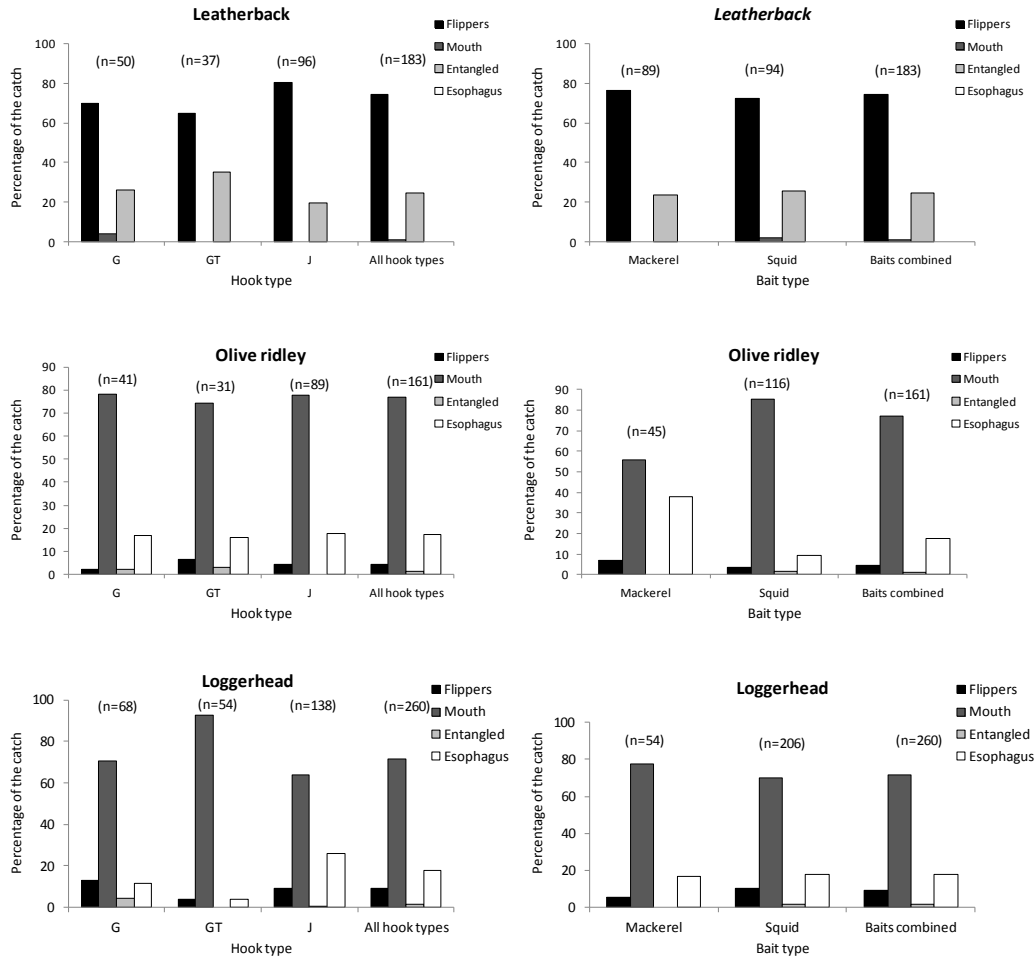 Leatherback
Flippers
Mouth
Entangled
Esophagus
Percentage of the catch
100
80
60
40
20
0
(n=50) (n=37) (n=96) (n=183)
G GT J All hook types
Hook type
Leatherback
Flippers
Mouth
Entangled
Esophagus
Percentage of the catch
100
80
60
40
20
0
(n=89) (n=94) (n=183)
Mackerel Squid Baits combined
Bait type
Olive ridley
Flippers
Mouth
Entangled
Esophagus
Percentage of the catch
90
80
70
60
50
40
30
20
10
0
(n=41) (n=31) (n=89) (n=161)
G GT J All hook types
Hook type
Olive ridley
Flippers
Mouth
Entangled
Esophagus
Percentage of the catch
90
80
70
60
50
40
30
20
10
0
(n=45) (n=116) (n=161)
Mackerel Squid Baits combined
Bait type
Loggerhead
Flippers
Mouth
Entangled
Esophagus
Percentage of the catch
100
80
60
40
20
0
(n=68) (n=54) (n=138) (n=260)
G GT J All hook types
Hook type
Loggerhead
Flippers
Mouth
Entangled
Esophagus
Percentage of the catch
100
80
60
40
20
0
(n=54) (n=206) (n=260)
Mackerel Squid Baits combined
Bait type